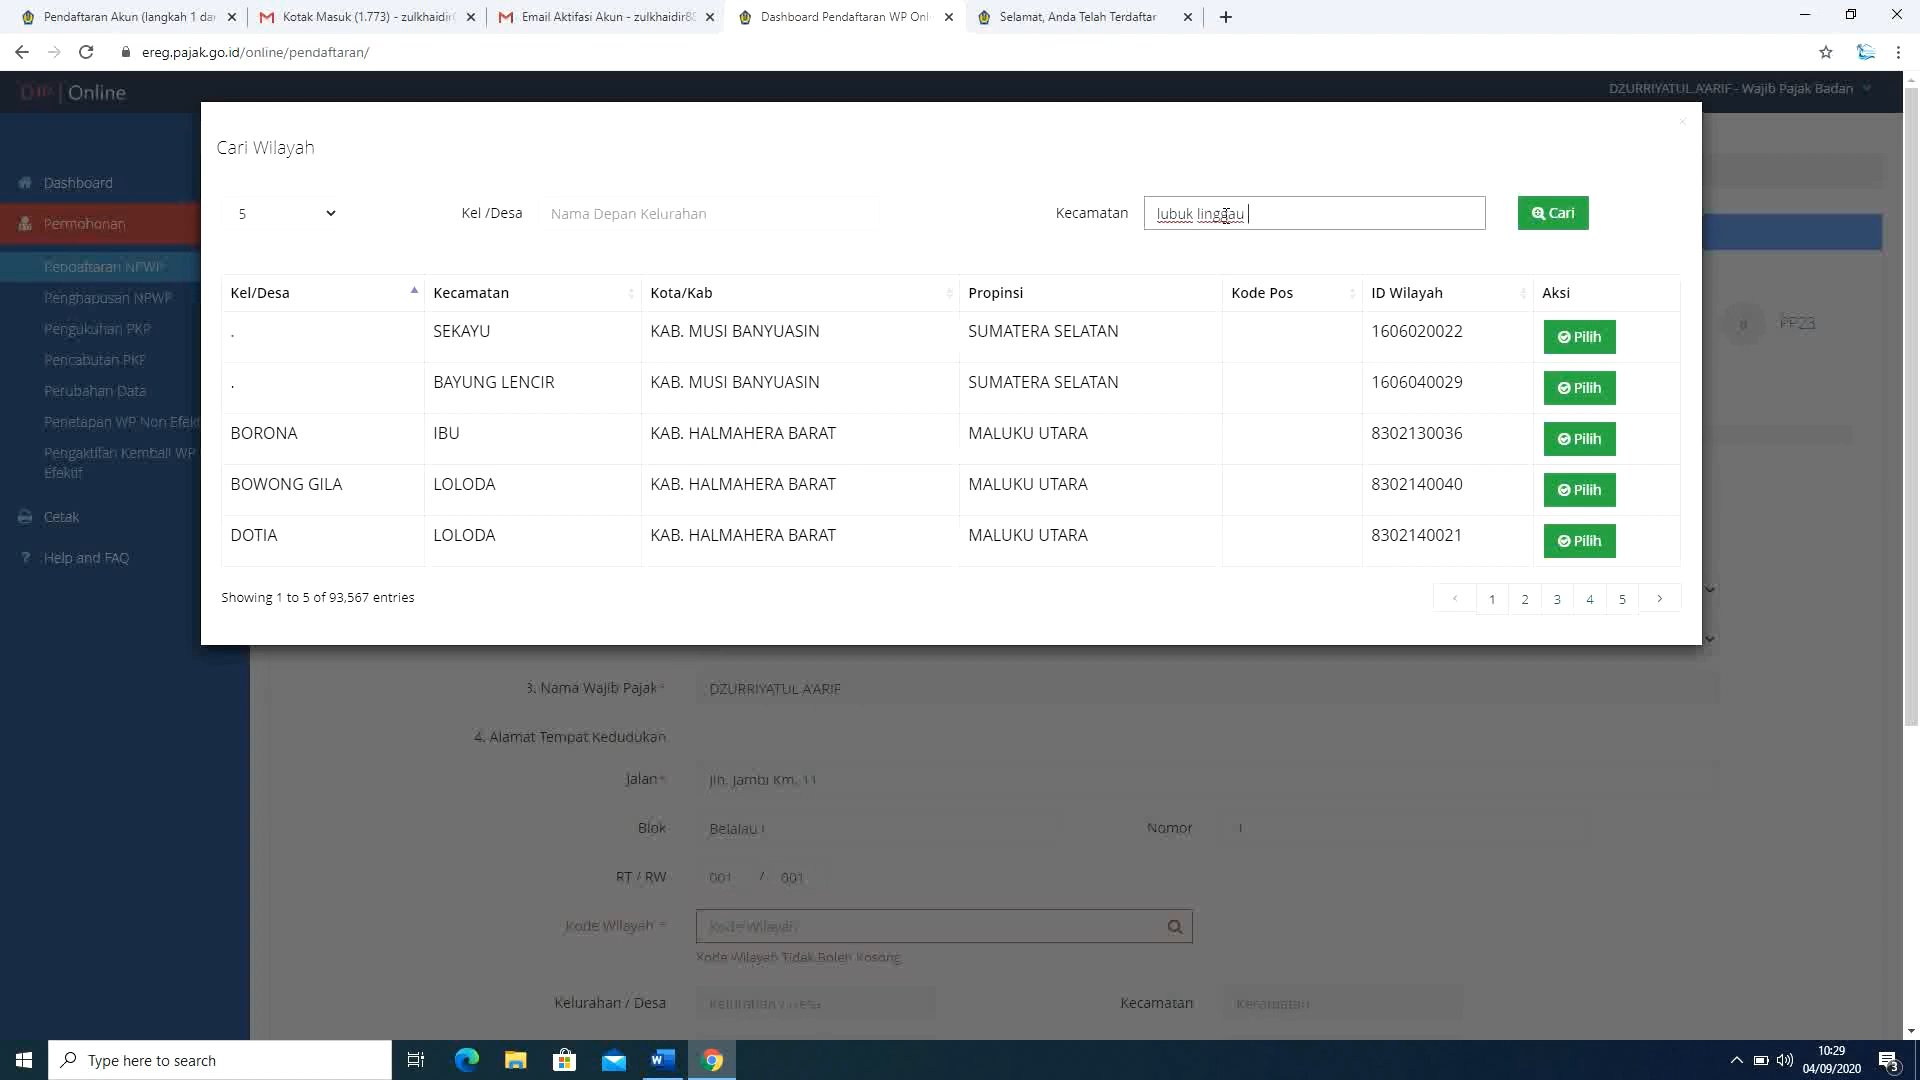 Pendaftaran Akun (langkah 1 da
Kotak Masuk (1.773) - zulkhaidir
Email Aktifasi Akun - zulkhaidir8
Dashboard Pendaftaran WP Onl
Selamat, Anda Telah Terdaftar
ereg.pajak.go.id/online/pendaftaran/
DJP | Online
DZURRIYATUL A'ARIF - Wajib Pajak Badan
Cari Wilayah
Dashboard
Permohonan
Pendaftaran NPWP
Penghapusan NPWP
Pengukuhan PKP
Pencabutan PKP
Perubahan Data
Penetapan WP Non Efekt
Pengaktifan Kembali WP
Efektif
Cetak
Help and FAQ
5 Kel /Desa Nama Depan Kelurahan Kecamatan lubuk linggau Cari
Kel/Desa Kecamatan Kota/Kab Propinsi Kode Pos ID Wilayah Aksi
. SEKAYU KAB. MUSI BANYUASIN SUMATERA SELATAN 1606020022 Pilih
. BAYUNG LENCIR KAB. MUSI BANYUASIN SUMATERA SELATAN 1606040029 Pilih
BORONA IBU KAB. HALMAHERA BARAT MALUKU UTARA 8302130036 Pilih
BOWONG GILA LOLODA KAB. HALMAHERA BARAT MALUKU UTARA 8302140040 Pilih
DOTIA LOLODA KAB. HALMAHERA BARAT MALUKU UTARA 8302140021 Pilih
Showing 1 to 5 of 93,567 entries
< 1 2 3 4 5 >
PP23
3. Nama Wajib Pajak * DZURRIYATUL A'ARIF
4. Alamat Tempat Kedudukan
Jalan * Jln. Jambi Km. 11
Blok Belalau I Nomor
RT / RW 001 / 001
Kode Wilayah * Kode Wilayah
Kode Wilayah Tidak Boleh Kosong
Kelurahan / Desa Kelurahan / Desa Kecamatan Kecamatan
Type here to search
10:29
04/09/2020
3